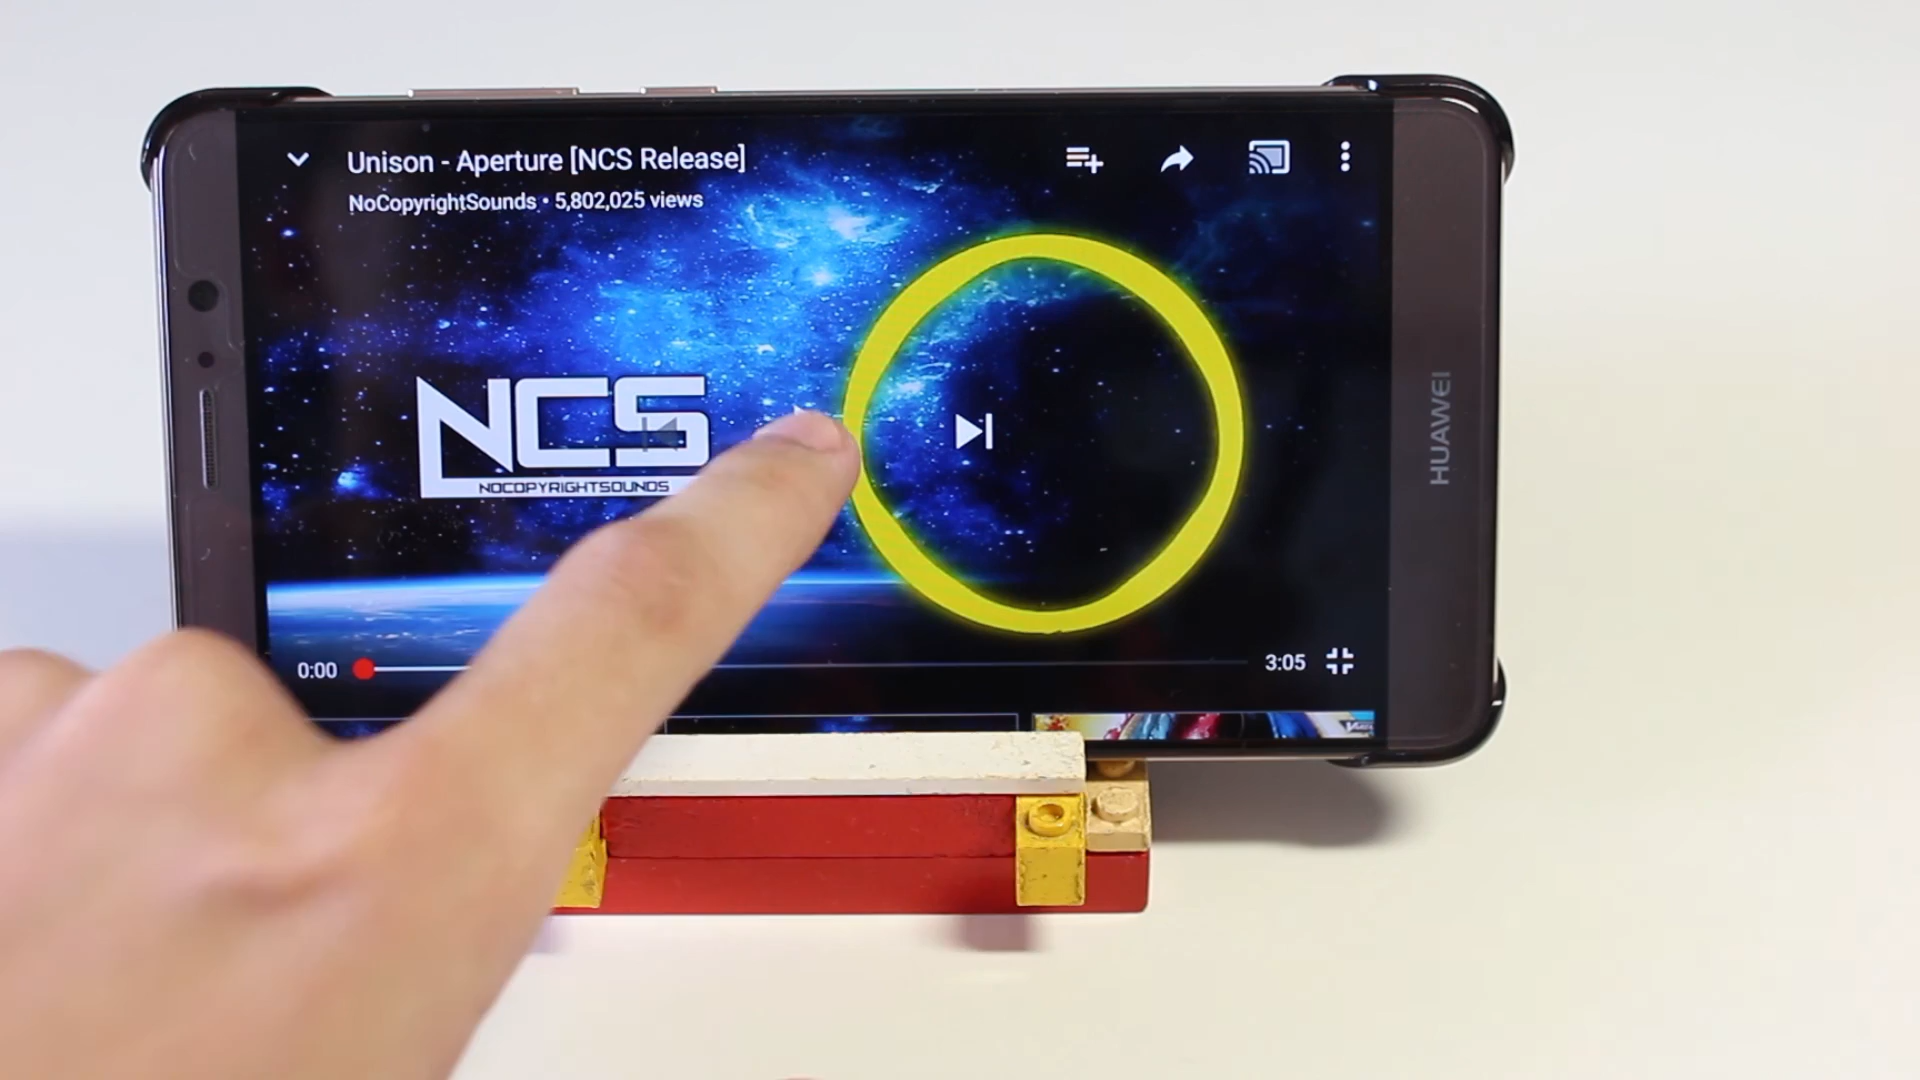 Unison - Aperture [NCS Release]
NoCopyrightSounds • 5,802,025 views
NCS
NOCOPYRIGHTSOUNDS
HUAWEI
0:00
3:05